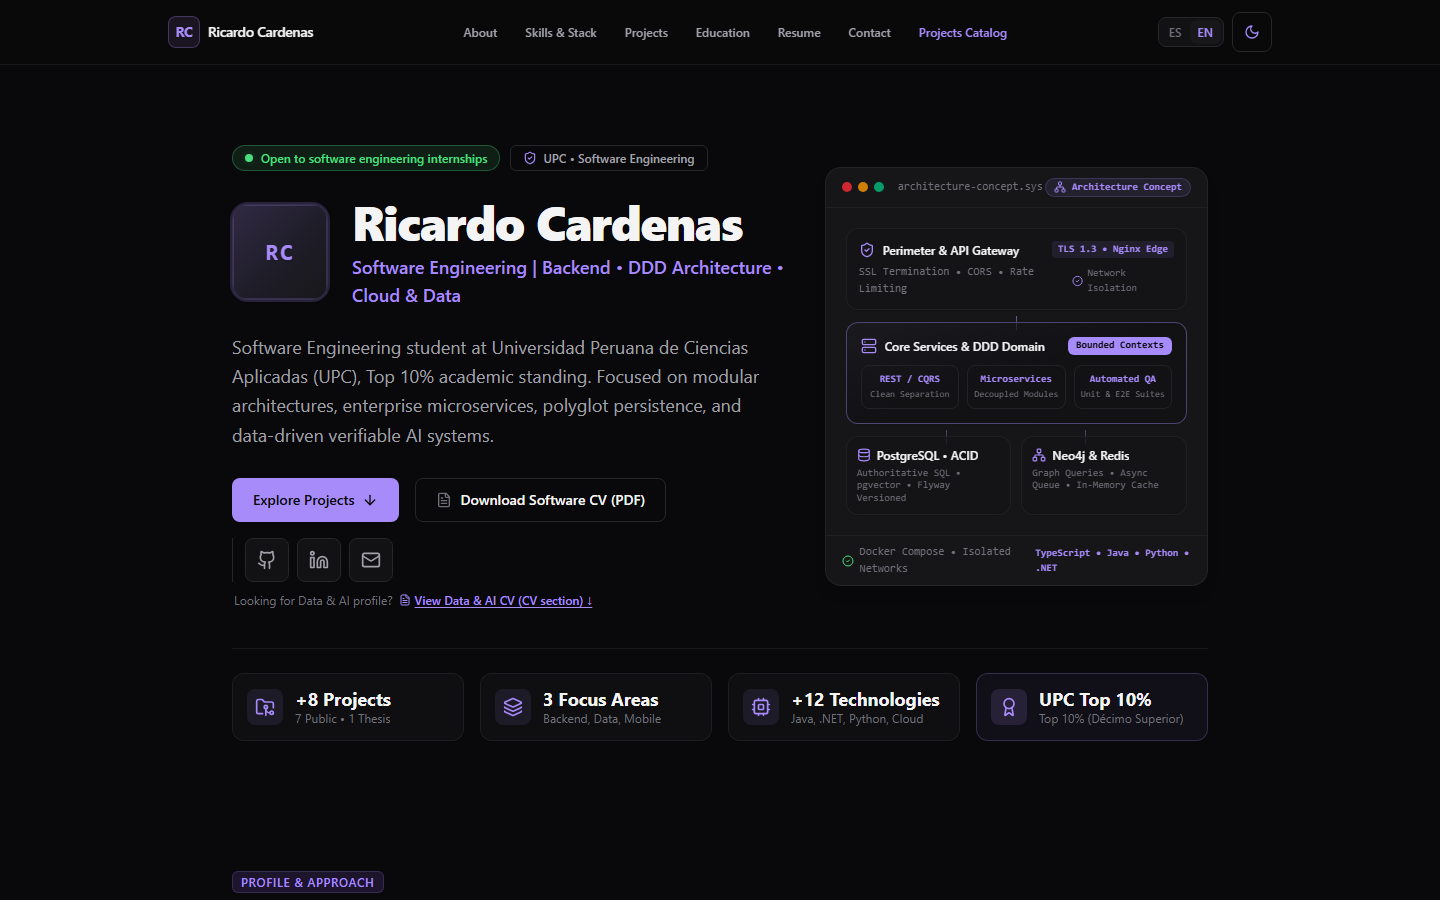 RC Ricardo Cardenas
About Skills & Stack Projects Education Resume Contact Projects Catalog
ES EN
Open to software engineering internships
UPC • Software Engineering
RC
Ricardo Cardenas
Software Engineering | Backend • DDD Architecture •
Cloud & Data
Software Engineering student at Universidad Peruana de Ciencias
Aplicadas (UPC), Top 10% academic standing. Focused on modular
architectures, enterprise microservices, polyglot persistence, and
data-driven verifiable AI systems.
Explore Projects ↓
Download Software CV (PDF)
Looking for Data & AI profile? View Data & AI CV (CV section) ↓
architecture-concept.sys
Architecture Concept
Perimeter & API Gateway
SSL Termination • CORS • Rate
Limiting
TLS 1.3 • Nginx Edge
Network
Isolation
Core Services & DDD Domain
Bounded Contexts
REST / CQRS
Clean Separation
Microservices
Decoupled Modules
Automated QA
Unit & E2E Suites
PostgreSQL • ACID
Authoritative SQL •
pgvector • Flyway
Versioned
Neo4j & Redis
Graph Queries • Async
Queue • In-Memory Cache
Docker Compose • Isolated
Networks
TypeScript • Java • Python •
.NET
+8 Projects
7 Public • 1 Thesis
3 Focus Areas
Backend, Data, Mobile
+12 Technologies
Java, .NET, Python, Cloud
UPC Top 10%
Top 10% (Décimo Superior)
PROFILE & APPROACH